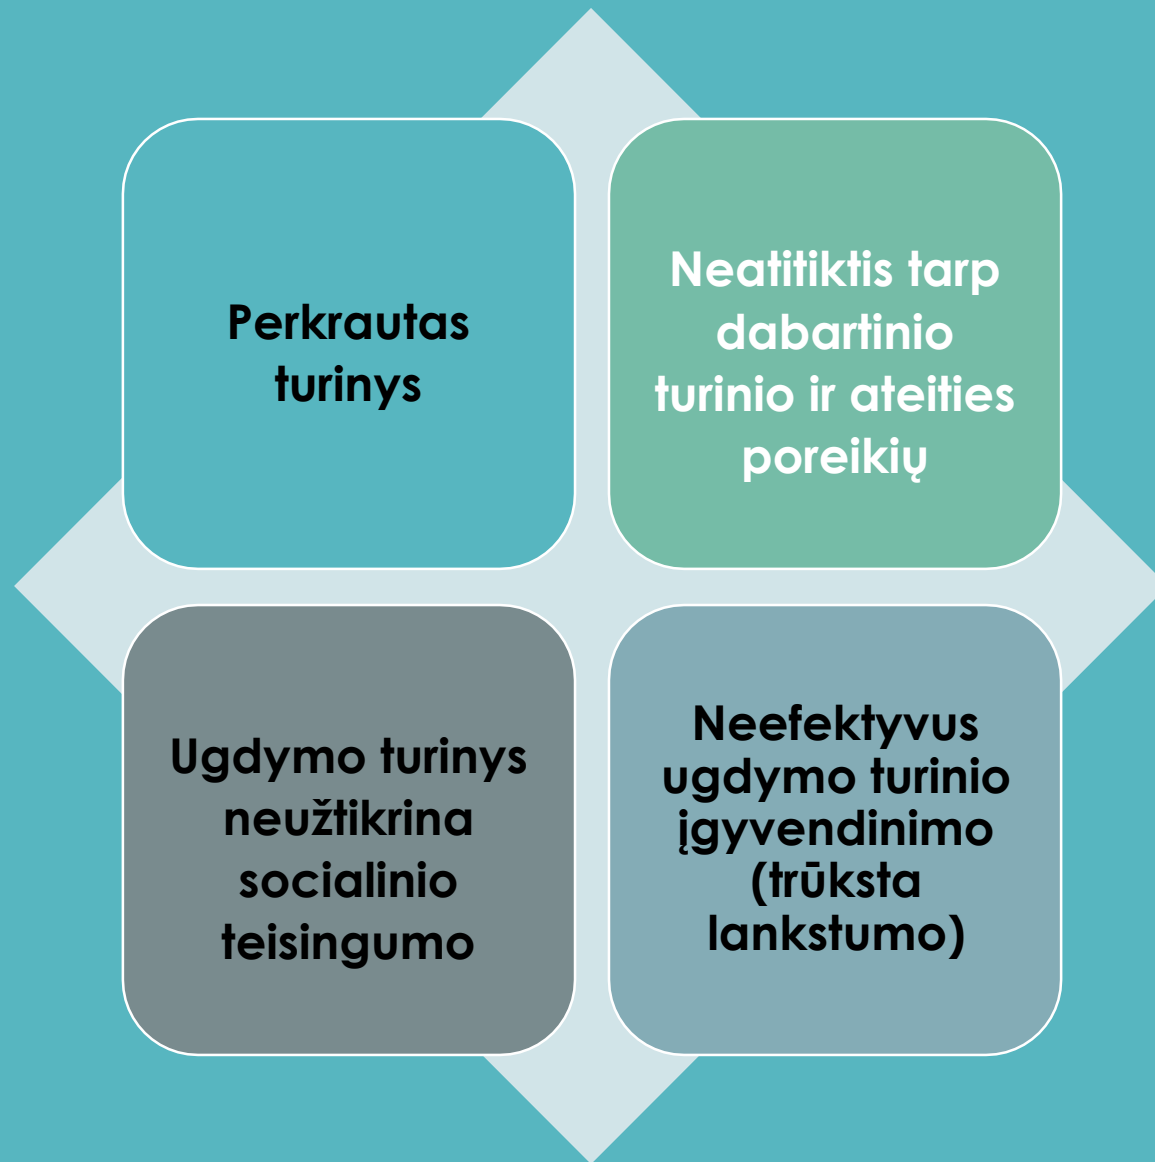 Perkrautas
turinys
Neatitiktis tarp
dabartinio
turinio ir ateities
poreikių
Ugdymo turinys
neužtikrina
socialinio
teisingumo
Neefektyvus
ugdymo turinio
įgyvendinimo
(trūksta
lankstumo)